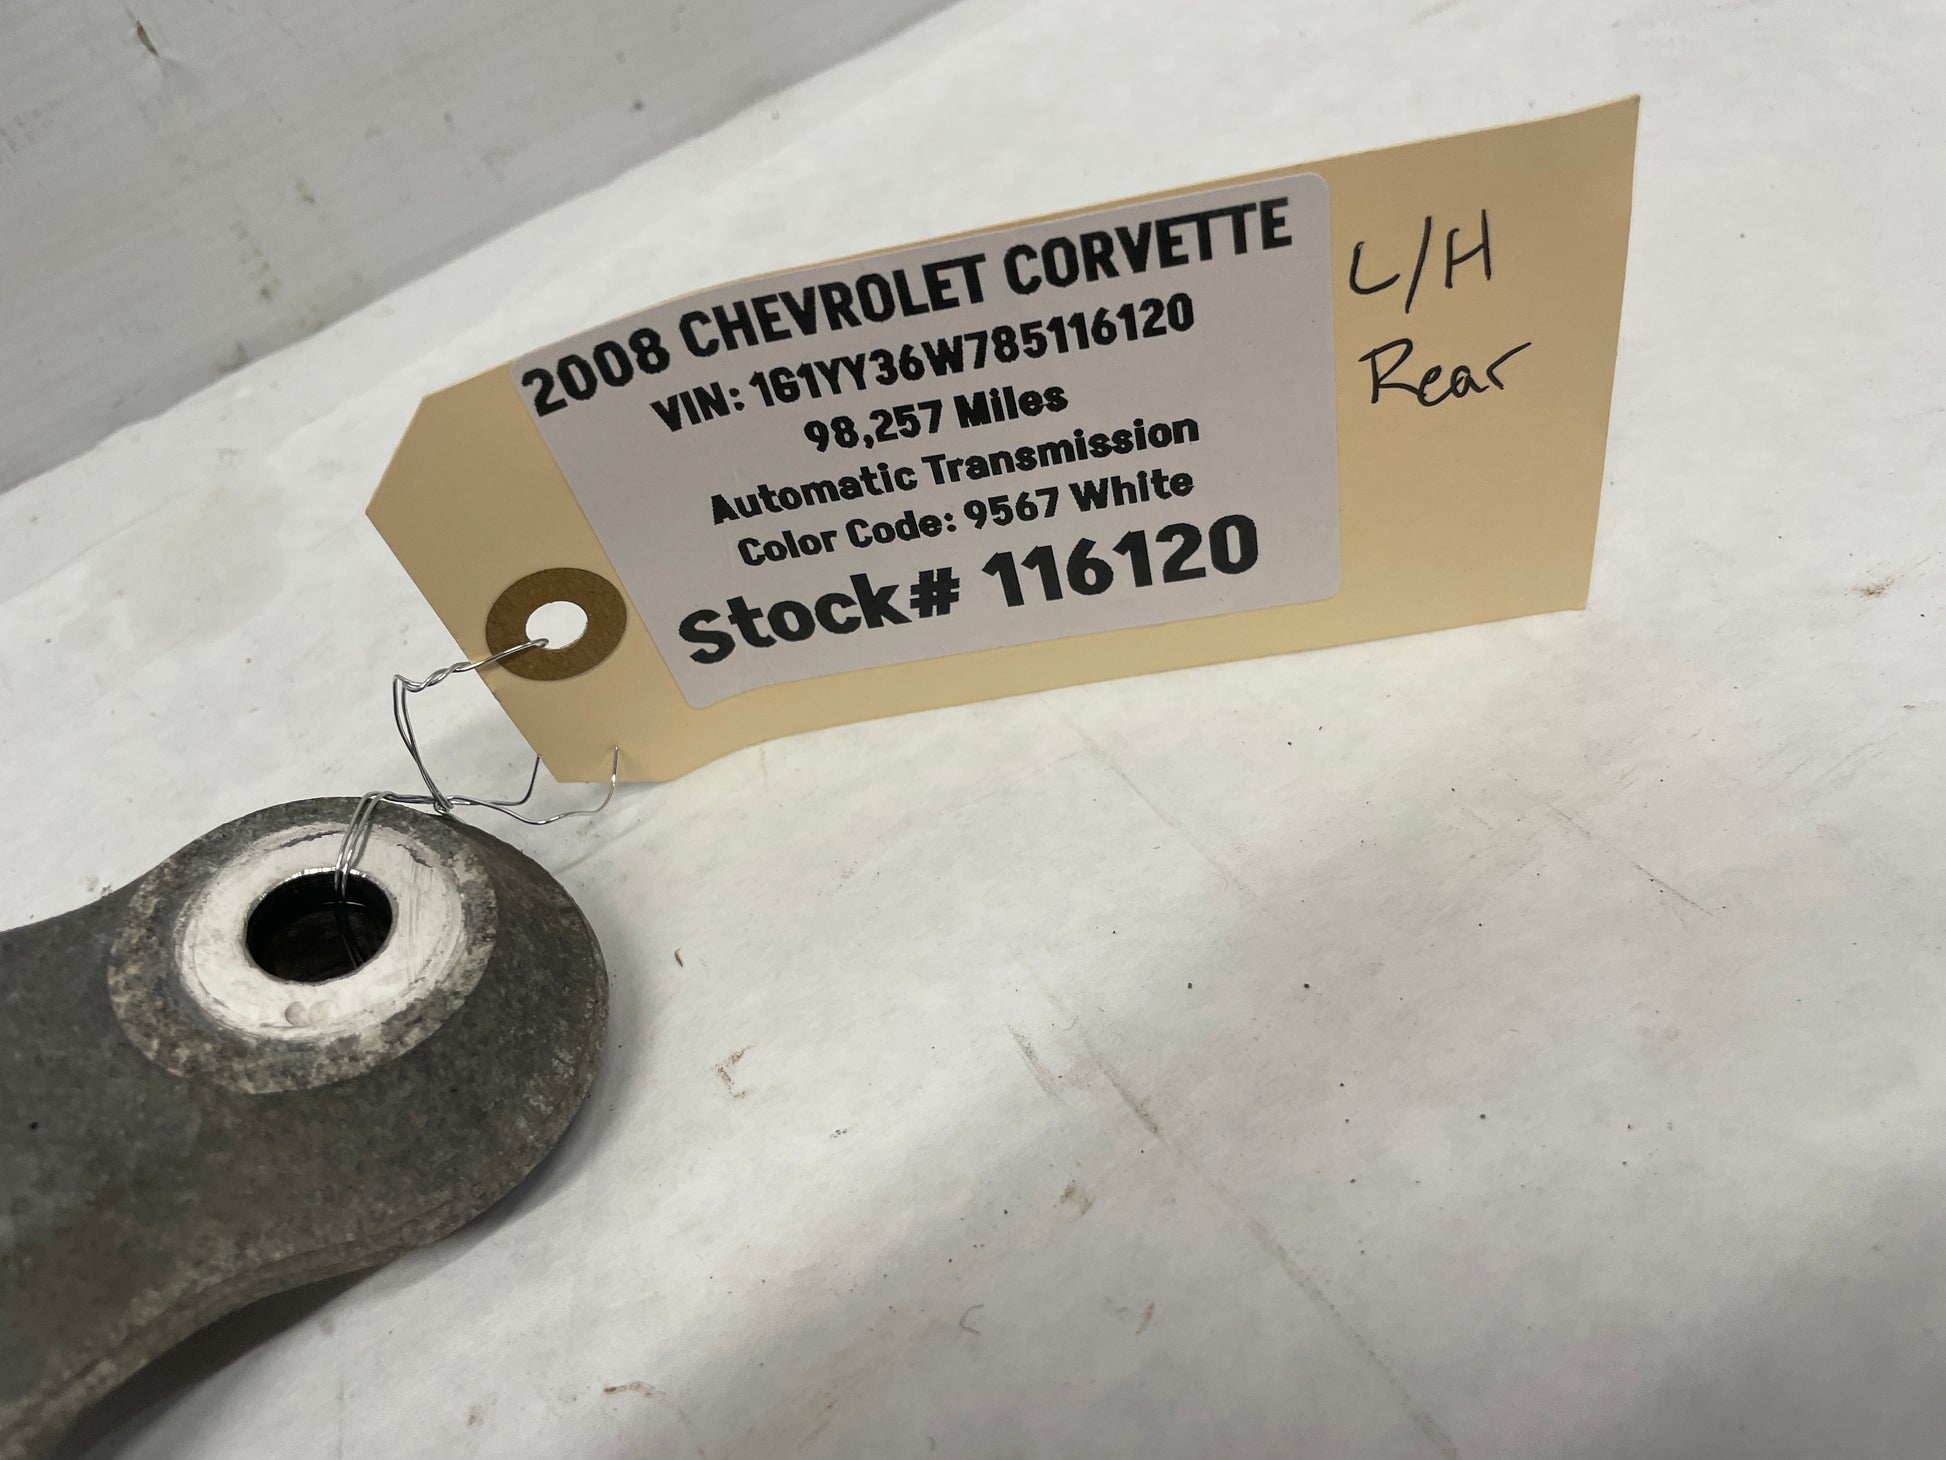 2008 CHEVROLET CORVETTE
VIN: 1G1YY36W785116120
98,257 Miles
Automatic Transmission
Color Code: 9567 White
Stock# 116120
L/H
Rear